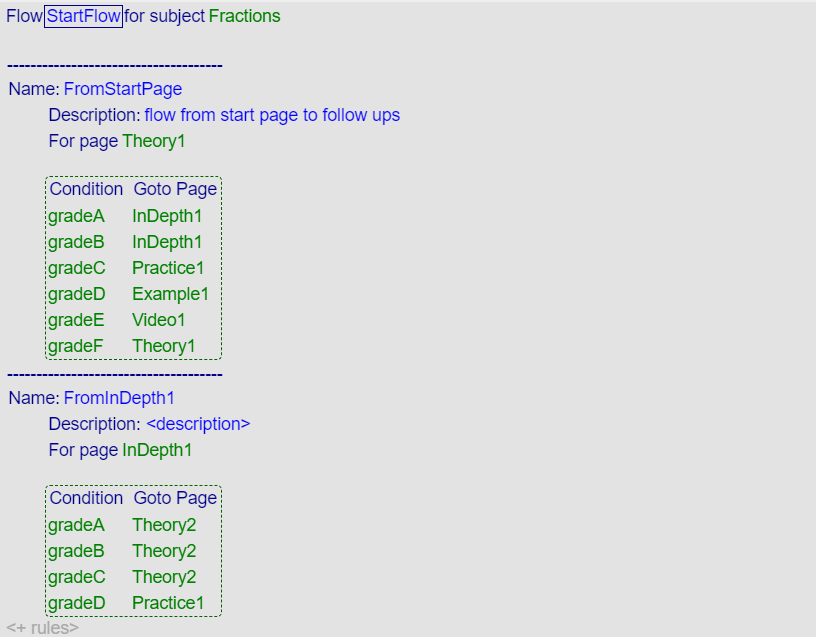 Flow StartFlow for subject Fractions
------------------------------------
Name: FromStartPage
Description: flow from start page to follow ups
For page Theory1
Condition Goto Page
gradeA InDepth1
gradeB InDepth1
gradeC Practice1
gradeD Example1
gradeE Video1
gradeF Theory1
------------------------------------
Name: FromInDepth1
Description: <description>
For page InDepth1
Condition Goto Page
gradeA Theory2
gradeB Theory2
gradeC Theory2
gradeD Practice1
<+ rules>